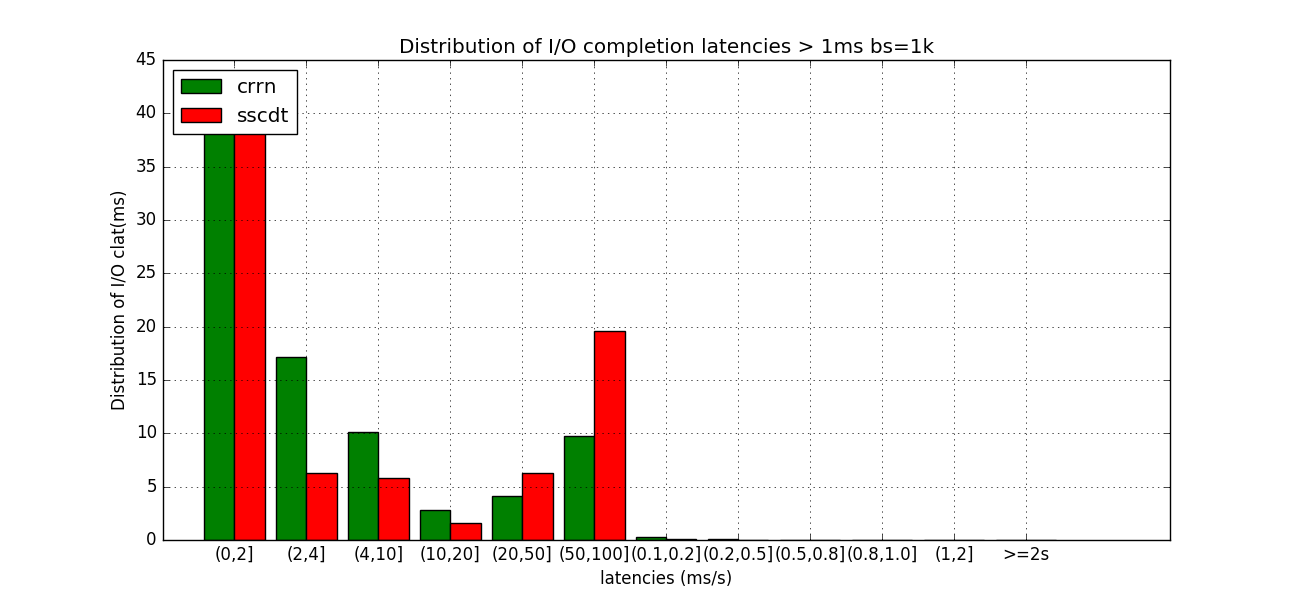 Distribution of I/O completion latencies > 1ms bs=1k
crrn
sscdt
45
40
35
30
25
20
15
10
5
0
Distribution of I/O clat(ms)
(0,2] (2,4] (4,10] (10,20] (20,50] (50,100] (0.1,0.2] (0.2,0.5] (0.5,0.8] (0.8,1.0] (1,2] >=2s
latencies (ms/s)